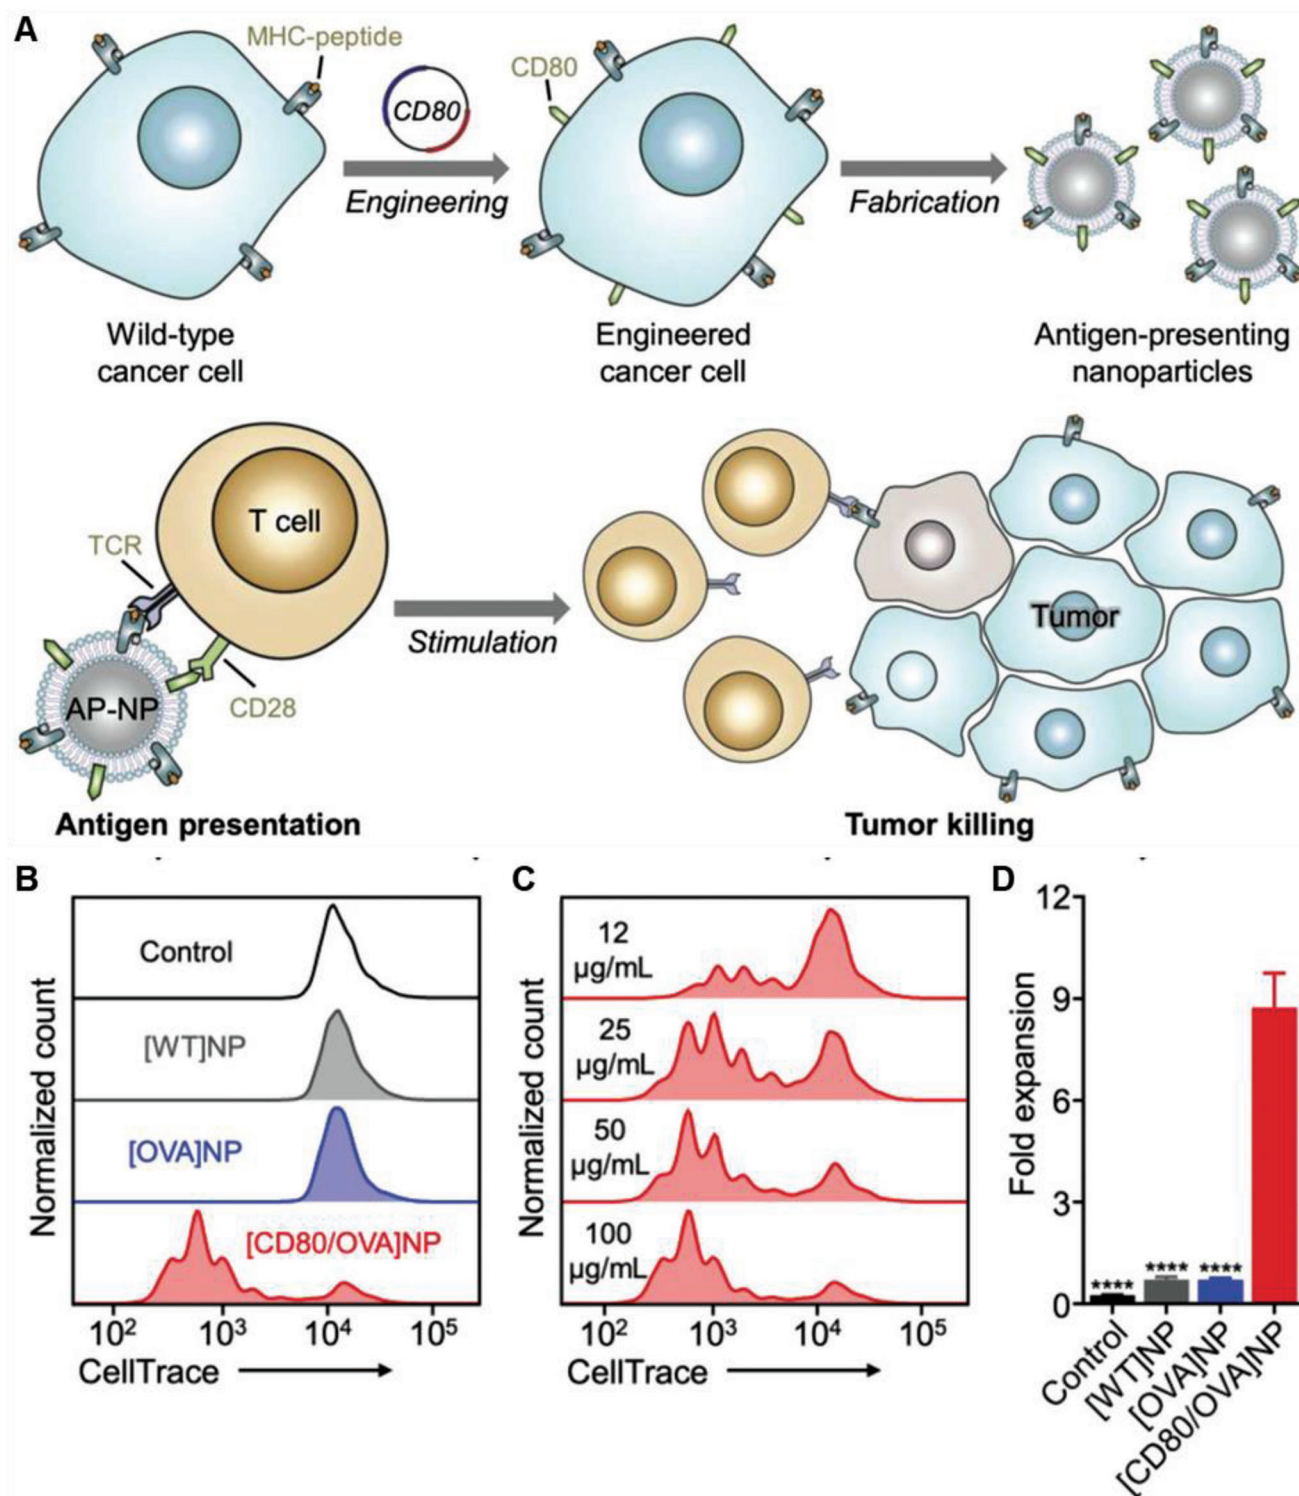 A
MHC-peptide
CD80
CD80
Engineering
Fabrication
Wild-type
cancer cell
Engineered
cancer cell
Antigen-presenting
nanoparticles
T cell
TCR
Stimulation
Tumor
AP-NP
CD28
Antigen presentation
Tumor killing
B
Normalized count
Control
[WT]NP
[OVA]NP
[CD80/OVA]NP
10² 10³ 10⁴ 10⁵
CellTrace
C
Normalized count
12
µg/mL
25
µg/mL
50
µg/mL
100
µg/mL
10² 10³ 10⁴ 10⁵
CellTrace
D
Fold expansion
12
9
6
3
0
**** **** ****
Control
[WT]NP
[OVA]NP
[CD80/OVA]NP